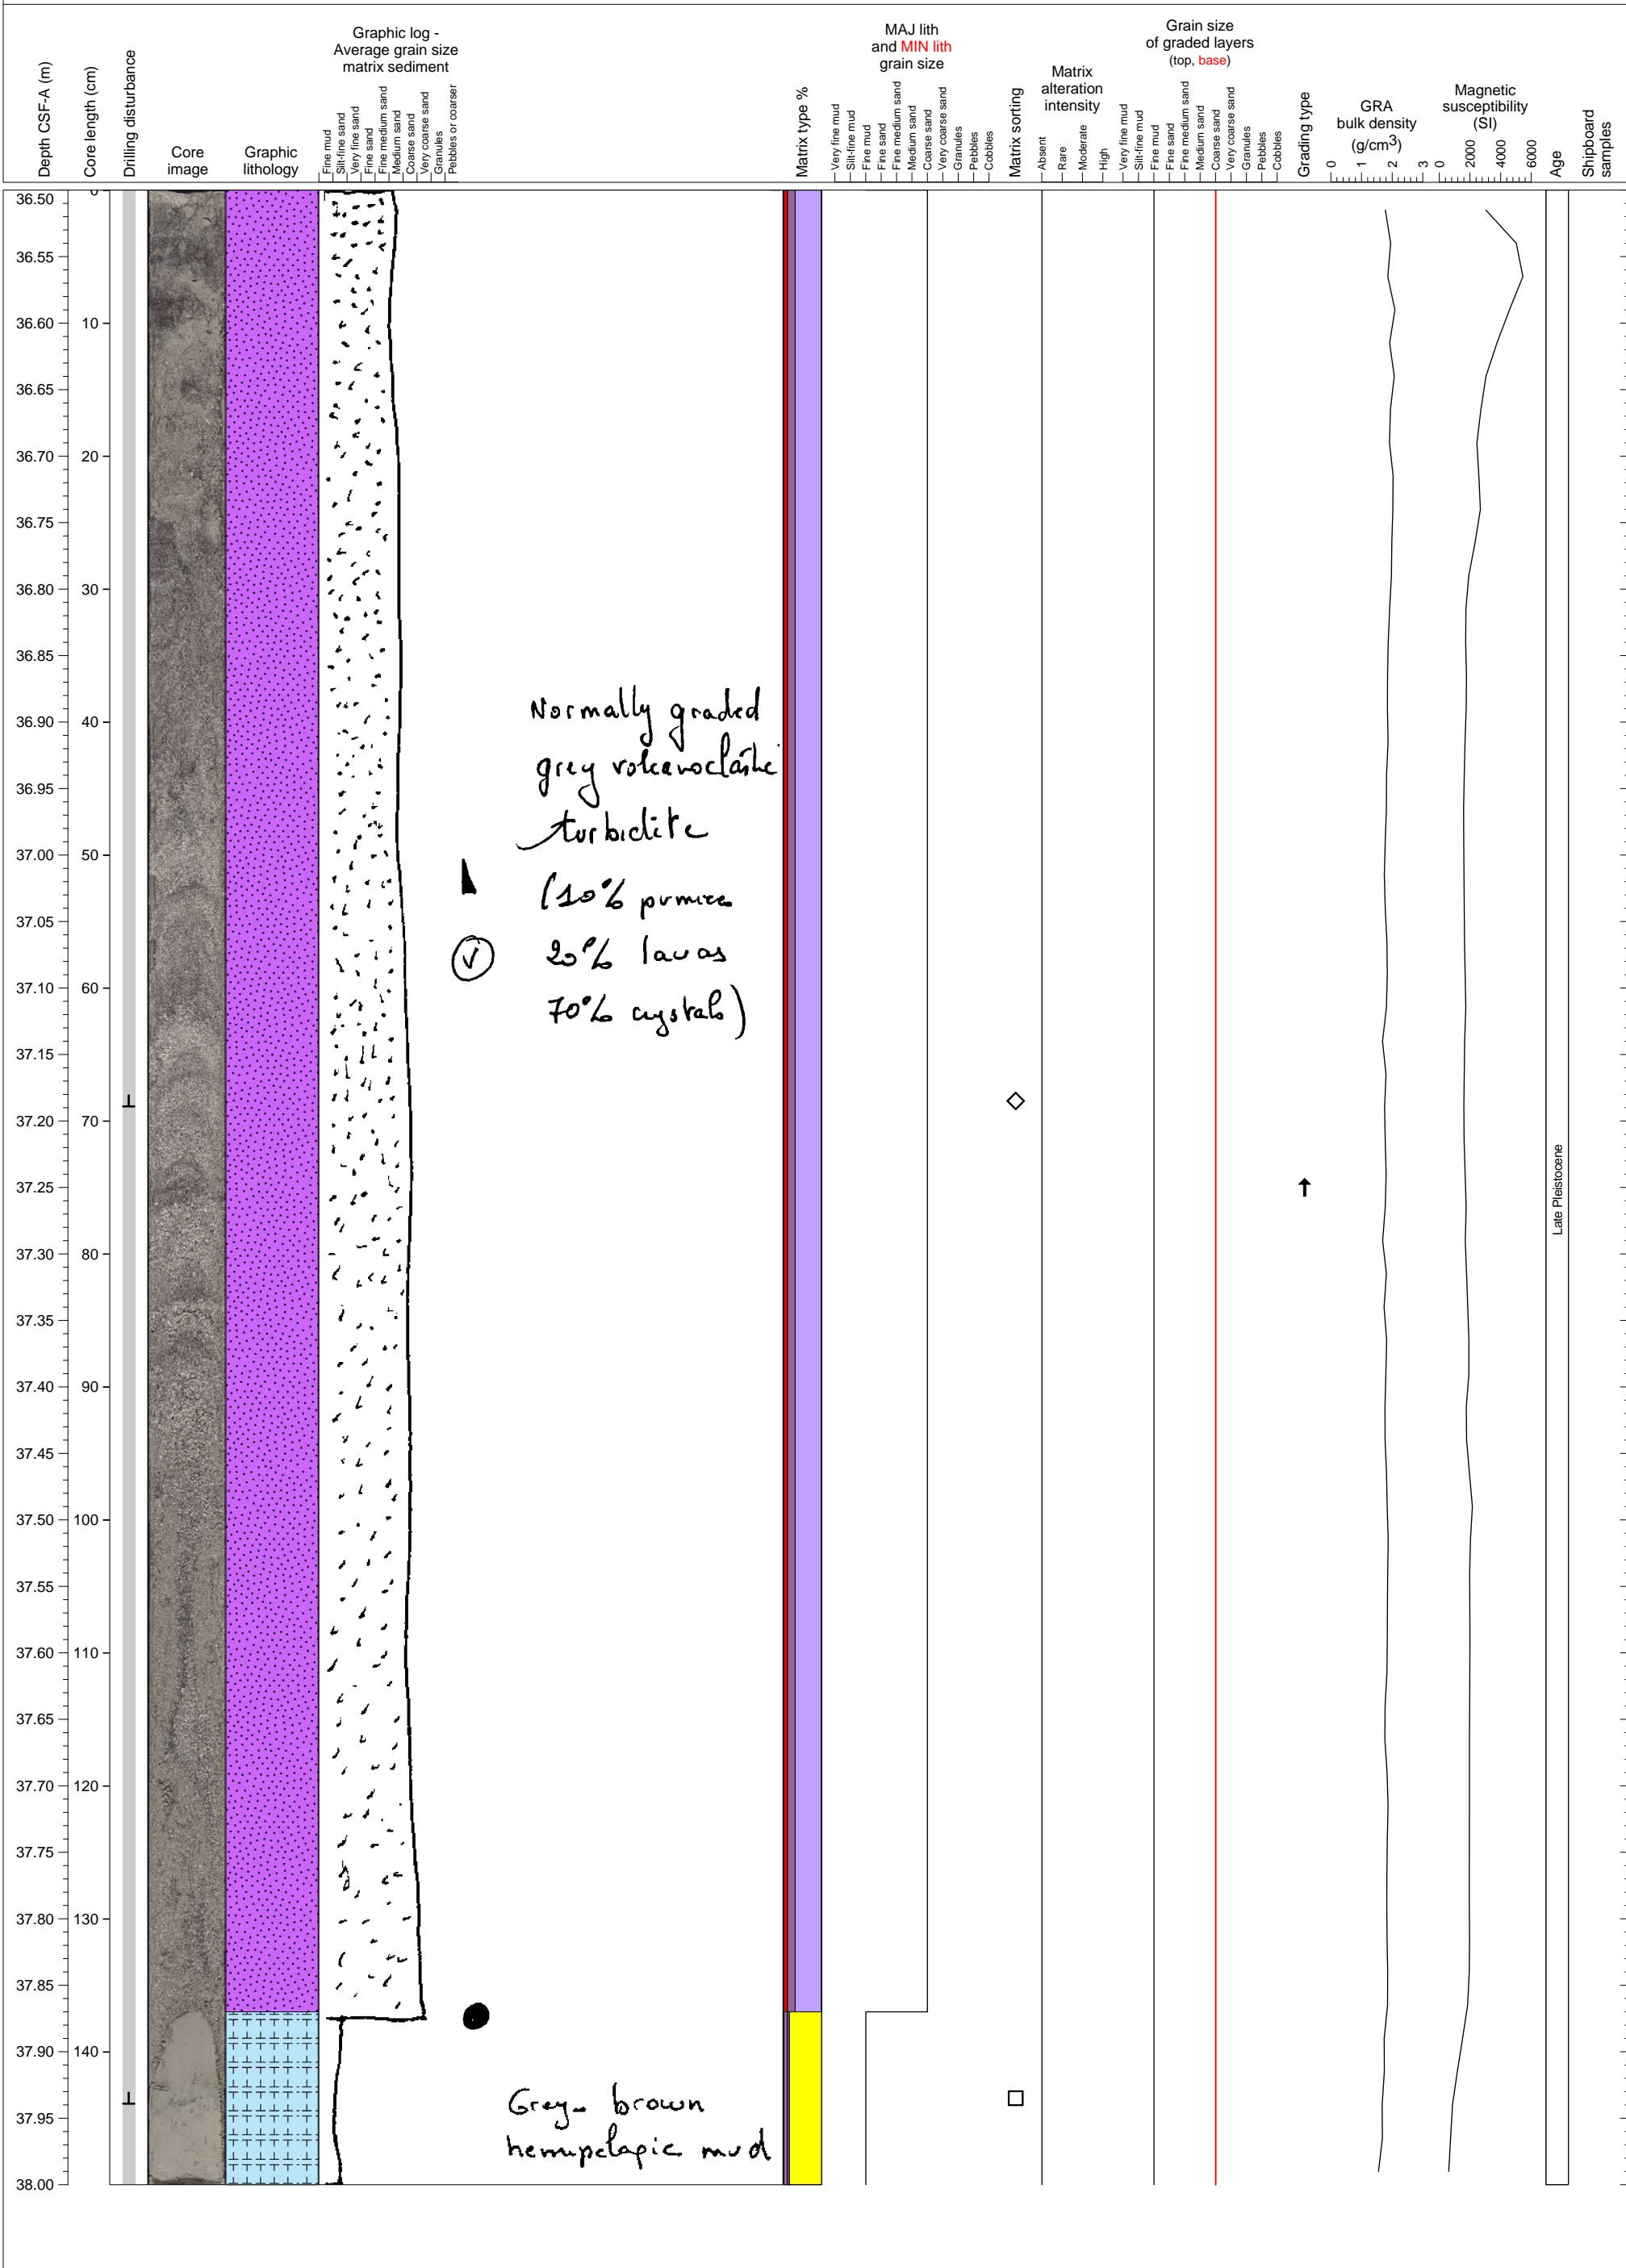 Depth CSF-A (m)
Core length (cm)
Drilling disturbance
Core
image
Graphic
lithology
Graphic log -
Average grain size
matrix sediment
Fine mud
Silt-fine sand
Very fine sand
Fine sand
Fine medium sand
Medium sand
Coarse sand
Very coarse sand
Granules
Pebbles or coarser
Matrix type %
MAJ lith
and MIN lith
grain size
Very fine mud
Silt-fine mud
Fine mud
Fine sand
Fine medium sand
Medium sand
Coarse sand
Very coarse sand
Granules
Pebbles
Cobbles
Matrix sorting
Matrix
alteration
intensity
Absent
Rare
Moderate
High
Grain size
of graded layers
(top, base)
Very fine mud
Silt-fine mud
Fine mud
Fine sand
Fine medium sand
Medium sand
Coarse sand
Very coarse sand
Granules
Pebbles
Cobbles
Grading type
GRA
bulk density
(g/cm3)
0
1
2
3
Magnetic
susceptibility
(SI)
0
2000
4000
6000
Age
Shipboard
samples
36.50
36.55
36.60
36.65
36.70
36.75
36.80
36.85
36.90
36.95
37.00
37.05
37.10
37.15
37.20
37.25
37.30
37.35
37.40
37.45
37.50
37.55
37.60
37.65
37.70
37.75
37.80
37.85
37.90
37.95
38.00
0
10
20
30
40
50
60
70
80
90
100
110
120
130
140
Normally graded
grey volcanoclastic
turbidite
(10% pumices
V
20% lavas
70% crystals)
Grey-brown
hemipelagic mud
Late Pleistocene